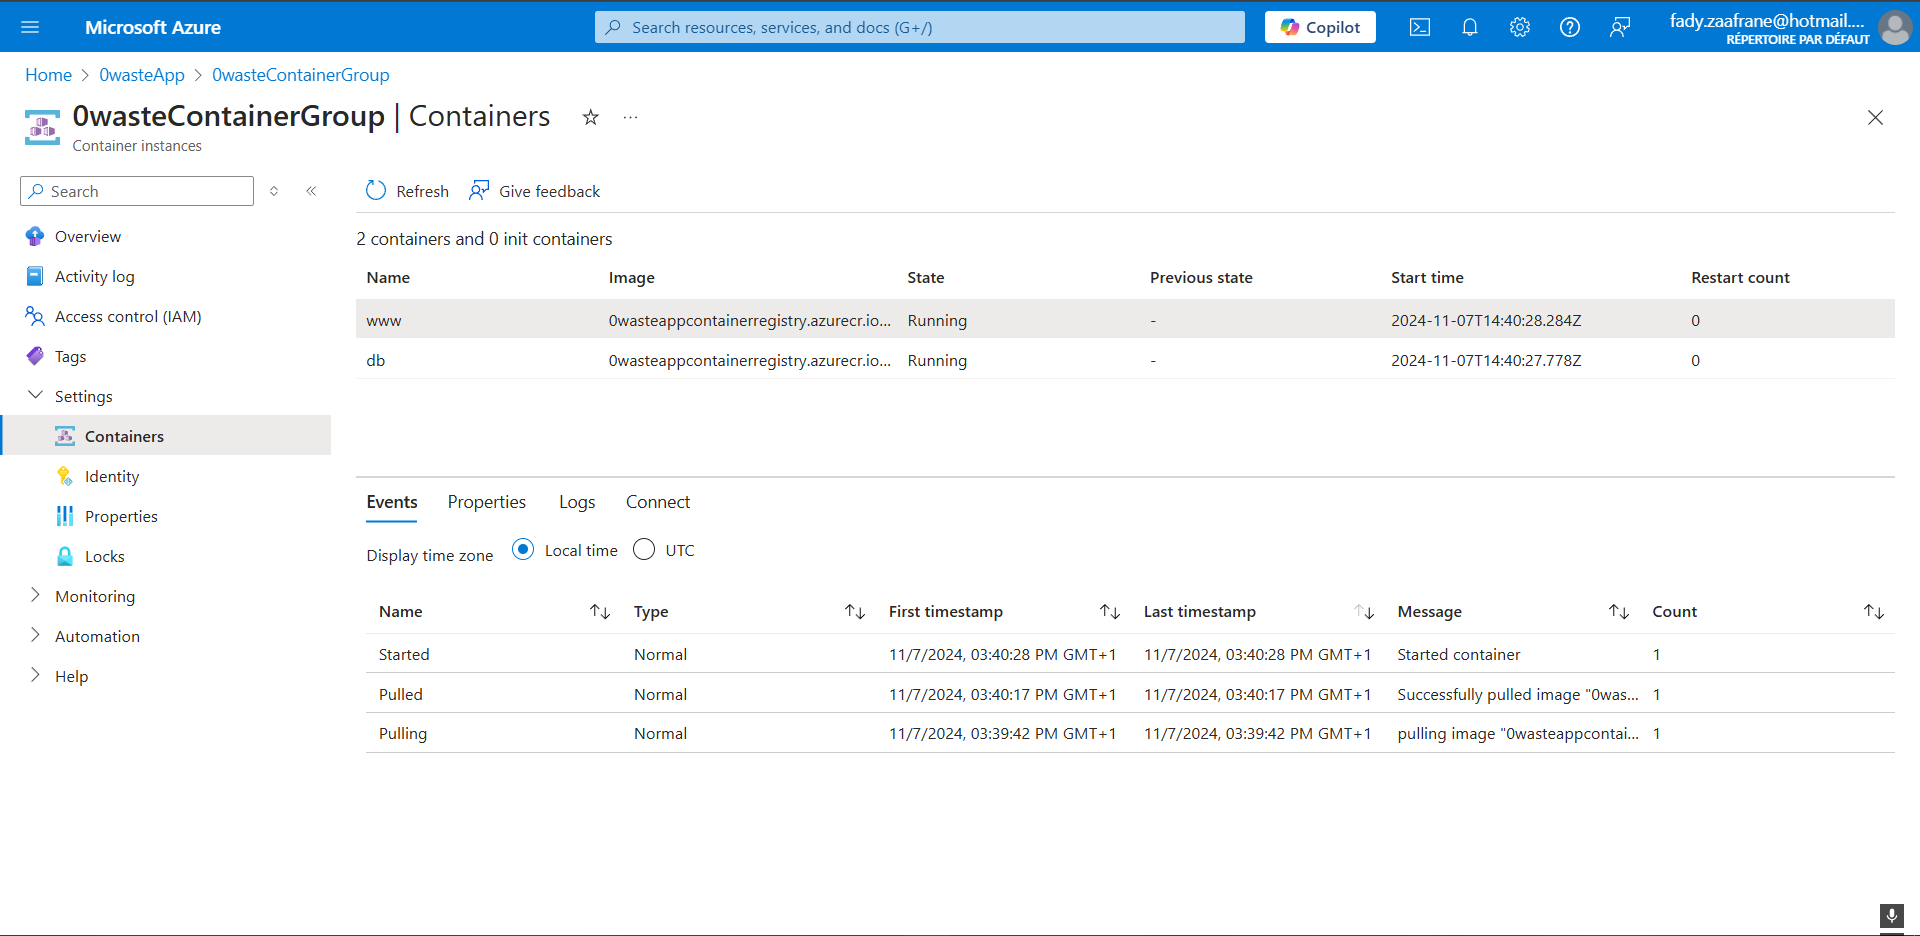 Microsoft Azure
Search resources, services, and docs (G+/)
Copilot
fady.zaafrane@hotmail....
RÉPERTOIRE PAR DÉFAUT
Home > 0wasteApp > 0wasteContainerGroup
0wasteContainerGroup | Containers
Container instances
Search
Overview
Activity log
Access control (IAM)
Tags
Settings
Containers
Identity
Properties
Locks
Monitoring
Automation
Help
Refresh Give feedback
2 containers and 0 init containers
Name Image State Previous state Start time Restart count
www 0wasteappcontainerregistry.azurecr.io... Running - 2024-11-07T14:40:28.284Z 0
db 0wasteappcontainerregistry.azurecr.io... Running - 2024-11-07T14:40:27.778Z 0
Events Properties Logs Connect
Display time zone Local time UTC
Name Type First timestamp Last timestamp Message Count
Started Normal 11/7/2024, 03:40:28 PM GMT+1 11/7/2024, 03:40:28 PM GMT+1 Started container 1
Pulled Normal 11/7/2024, 03:40:17 PM GMT+1 11/7/2024, 03:40:17 PM GMT+1 Successfully pulled image "0was... 1
Pulling Normal 11/7/2024, 03:39:42 PM GMT+1 11/7/2024, 03:39:42 PM GMT+1 pulling image "0wasteappcontai... 1